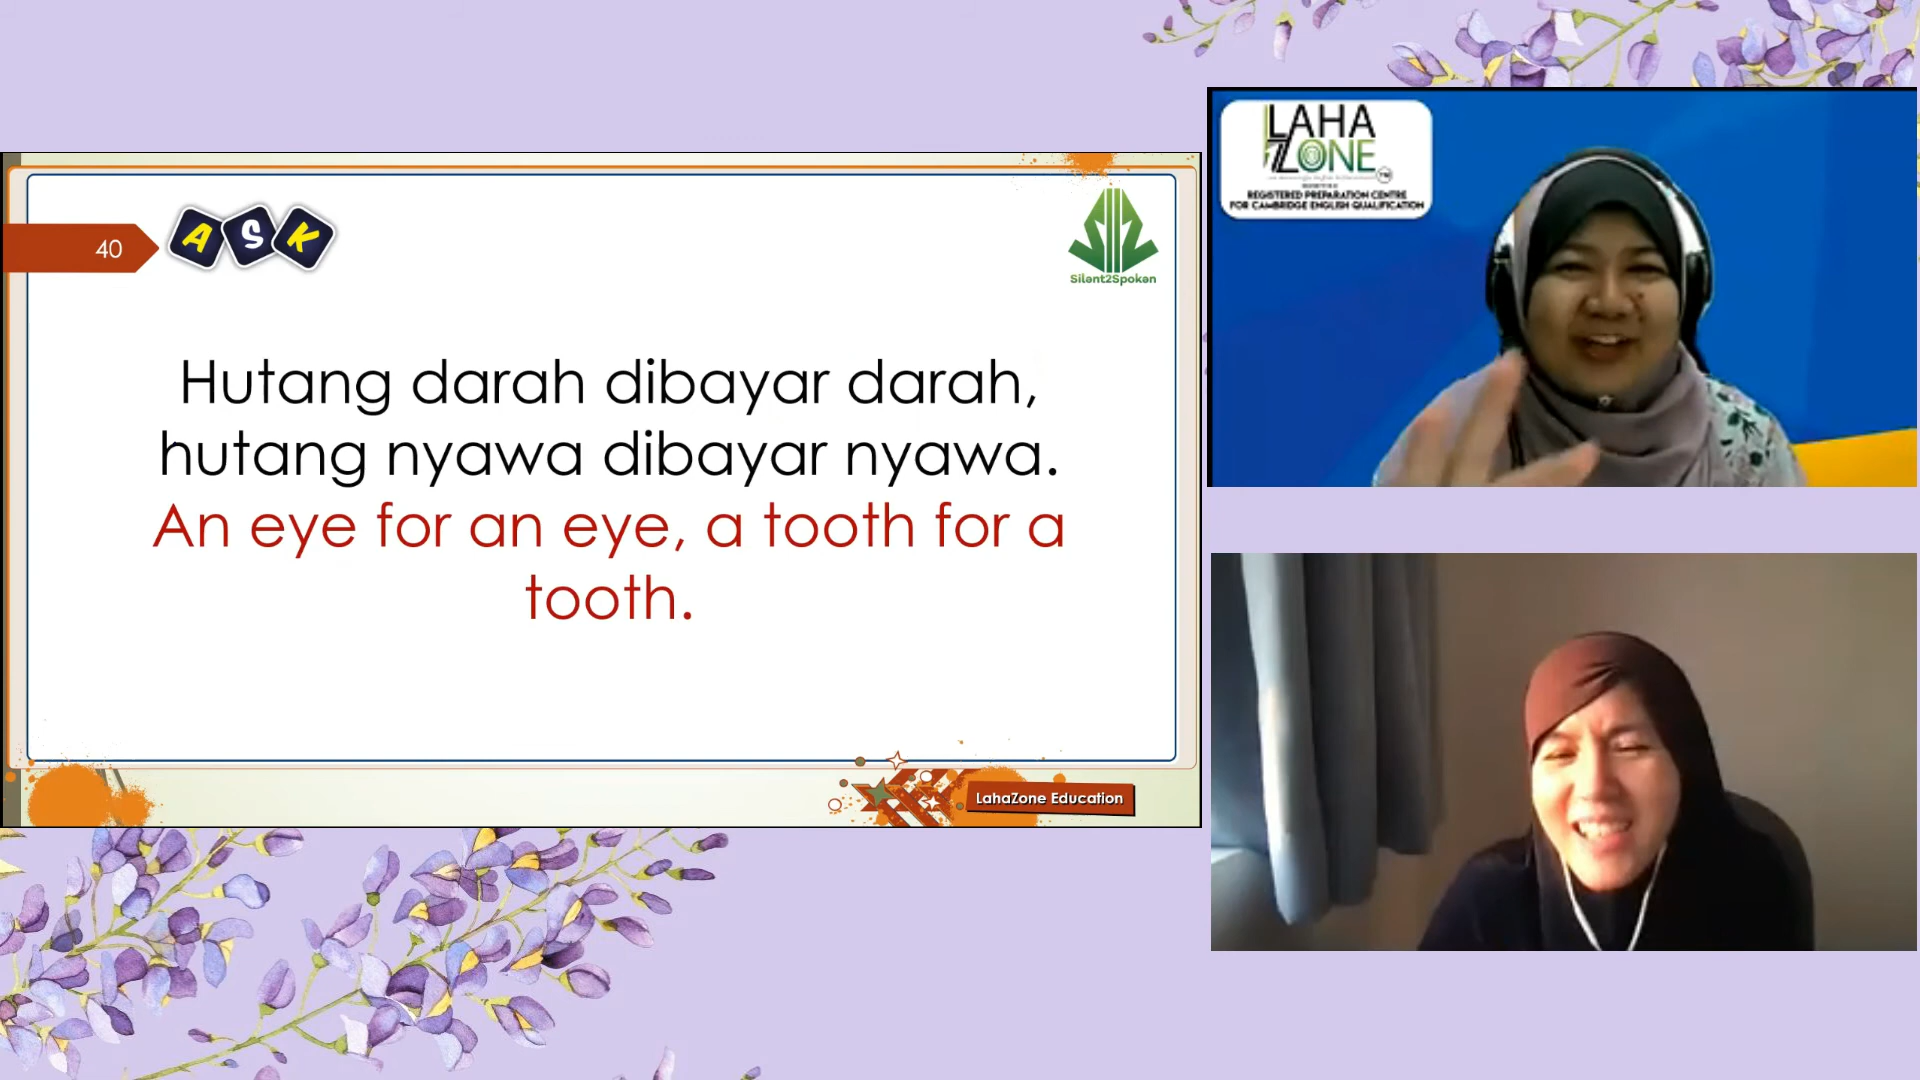 40
ASK
Silent2Spoken
Hutang darah dibayar darah,
hutang nyawa dibayar nyawa.
An eye for an eye, a tooth for a
tooth.
LahaZone Education
LAHA
ZONE
REGISTERED PREPARATION CENTRE
FOR CAMBRIDGE ENGLISH QUALIFICATION